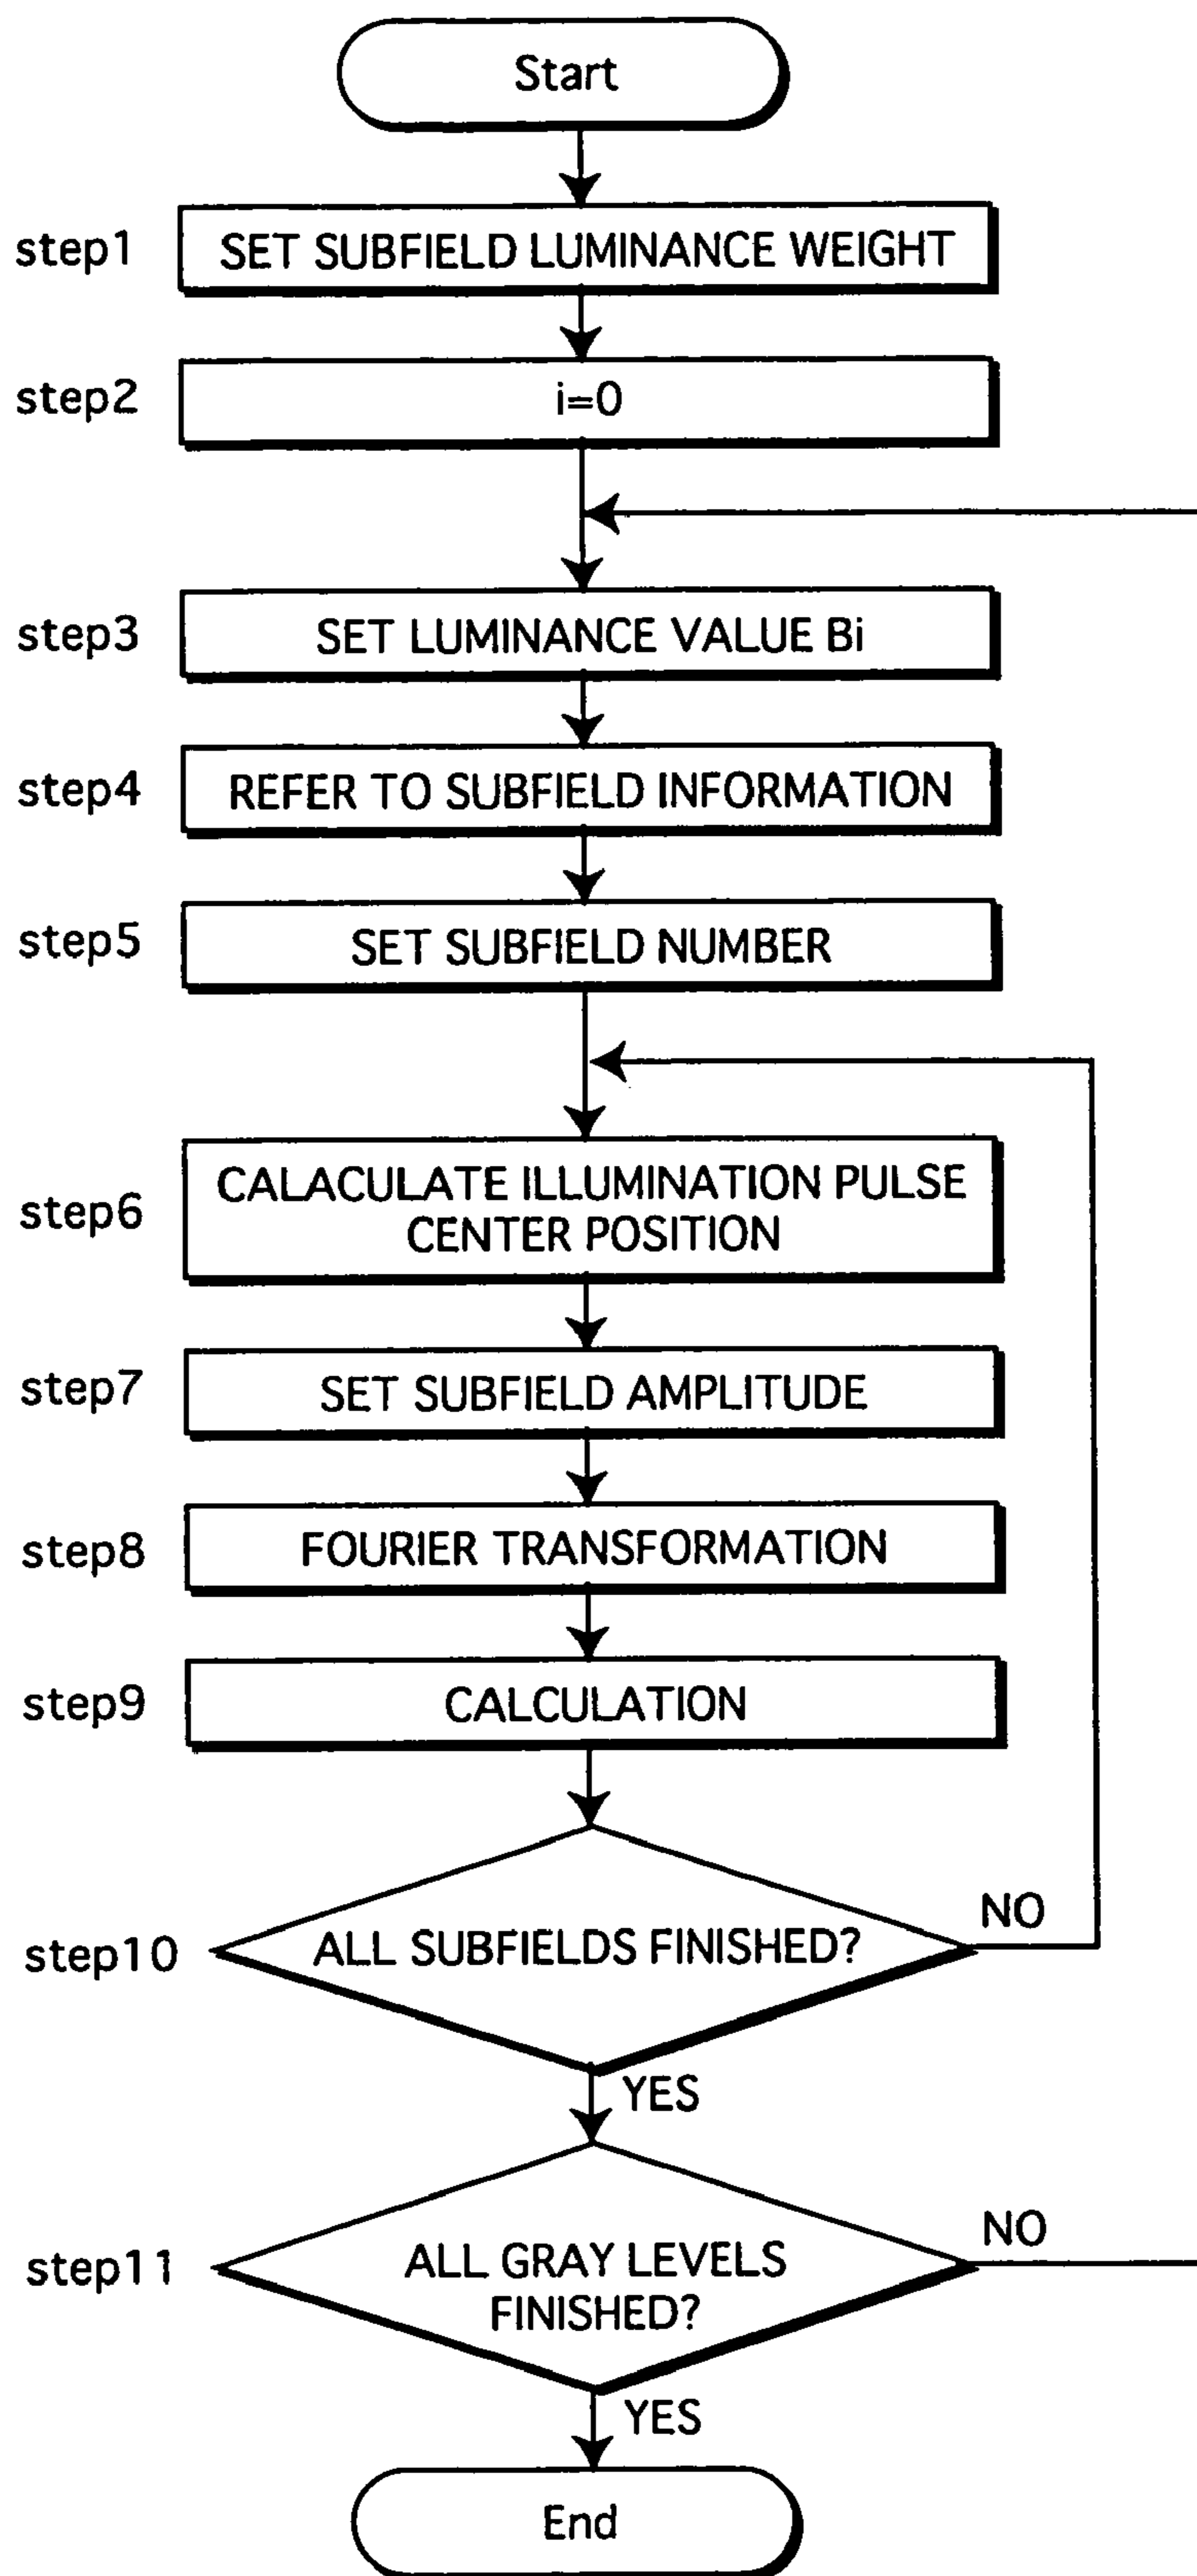 Start
step1
SET SUBFIELD LUMINANCE WEIGHT
step2
i=0
step3
SET LUMINANCE VALUE Bi
step4
REFER TO SUBFIELD INFORMATION
step5
SET SUBFIELD NUMBER
step6
CALACULATE ILLUMINATION PULSE
CENTER POSITION
step7
SET SUBFIELD AMPLITUDE
step8
FOURIER TRANSFORMATION
step9
CALCULATION
step10
ALL SUBFIELDS FINISHED?
NO
YES
step11
ALL GRAY LEVELS
FINISHED?
NO
YES
End